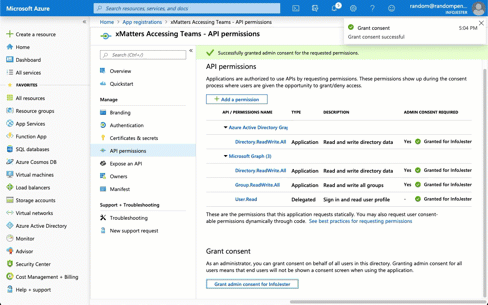 Microsoft Azure
Search resources, services, and docs
random@randompen...
INFOJESTER
Home > App registrations > xMatters Accessing Teams - API permissions
xMatters Accessing Teams - API permissions
Grant consent
5:04 PM
Grant consent successful
+ Create a resource
Home
Dashboard
All services
FAVORITES
All resources
Resource groups
App Services
Function App
SQL databases
Azure Cosmos DB
Virtual machines
Load balancers
Storage accounts
Virtual networks
Azure Active Directory
Monitor
Advisor
Security Center
Cost Management + Billing
Help + support
Search (Cmd+/)
Overview
Quickstart
Manage
Branding
Authentication
Certificates & secrets
API permissions
Expose an API
Owners
Manifest
Support + Troubleshooting
Troubleshooting
New support request
Successfully granted admin consent for the requested permissions.
API permissions
Applications are authorized to use APIs by requesting permissions. These permissions show up during the consent
process where users are given the opportunity to grant/deny access.
+ Add a permission
API / PERMISSIONS NAME TYPE DESCRIPTION ADMIN CONSENT REQUIRED
Azure Active Directory Grap
Directory.ReadWrite.All Application Read and write directory data Yes Granted for InfoJester
Microsoft Graph (3)
Directory.ReadWrite.All Application Read and write directory data Yes Granted for InfoJester
Group.ReadWrite.All Application Read and write all groups Yes Granted for InfoJester
User.Read Delegated Sign in and read user profile - Granted for InfoJester
These are the permissions that this application requests statically. You may also request user consent-
able permissions dynamically through code. See best practices for requesting permissions
Grant consent
As an administrator, you can grant consent on behalf of all users in this directory. Granting admin consent for all
users means that end users will not be shown a consent screen when using the application.
Grant admin consent for InfoJester